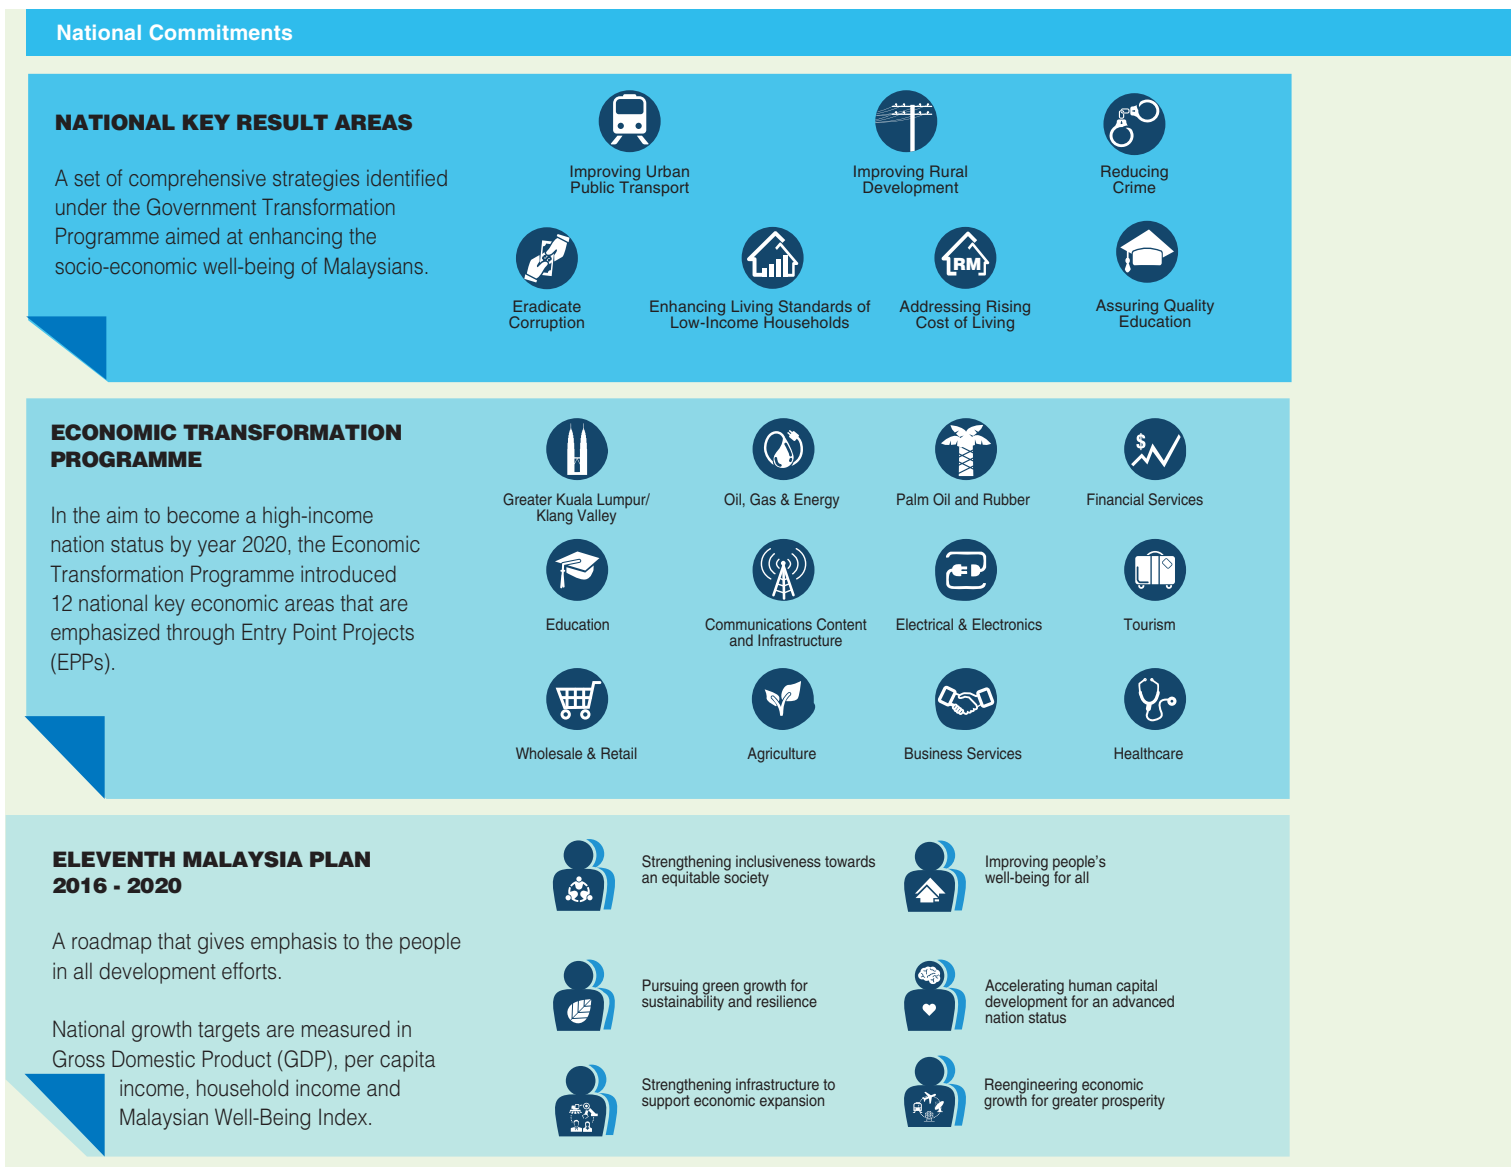 National Commitments
NATIONAL KEY RESULT AREAS
A set of comprehensive strategies identified
under the Government Transformation
Programme aimed at enhancing the
socio-economic well-being of Malaysians.
Improving Urban
Public Transport
Improving Rural
Development
Reducing
Crime
Eradicate
Corruption
Enhancing Living Standards of
Low-Income Households
RM
Addressing Rising
Cost of Living
Assuring Quality
Education
ECONOMIC TRANSFORMATION
PROGRAMME
In the aim to become a high-income
nation status by year 2020, the Economic
Transformation Programme introduced
12 national key economic areas that are
emphasized through Entry Point Projects
(EPPs).
Greater Kuala Lumpur/
Klang Valley
Oil, Gas & Energy
Palm Oil and Rubber
$
Financial Services
Education
Communications Content
and Infrastructure
Electrical & Electronics
Tourism
Wholesale & Retail
Agriculture
Business Services
Healthcare
ELEVENTH MALAYSIA PLAN
2016 - 2020
A roadmap that gives emphasis to the people
in all development efforts.
National growth targets are measured in
Gross Domestic Product (GDP), per capita
income, household income and
Malaysian Well-Being Index.
Strengthening inclusiveness towards
an equitable society
Improving people's
well-being for all
Pursuing green growth for
sustainability and resilience
Accelerating human capital
development for an advanced
nation status
Strengthening infrastructure to
support economic expansion
Reengineering economic
growth for greater prosperity